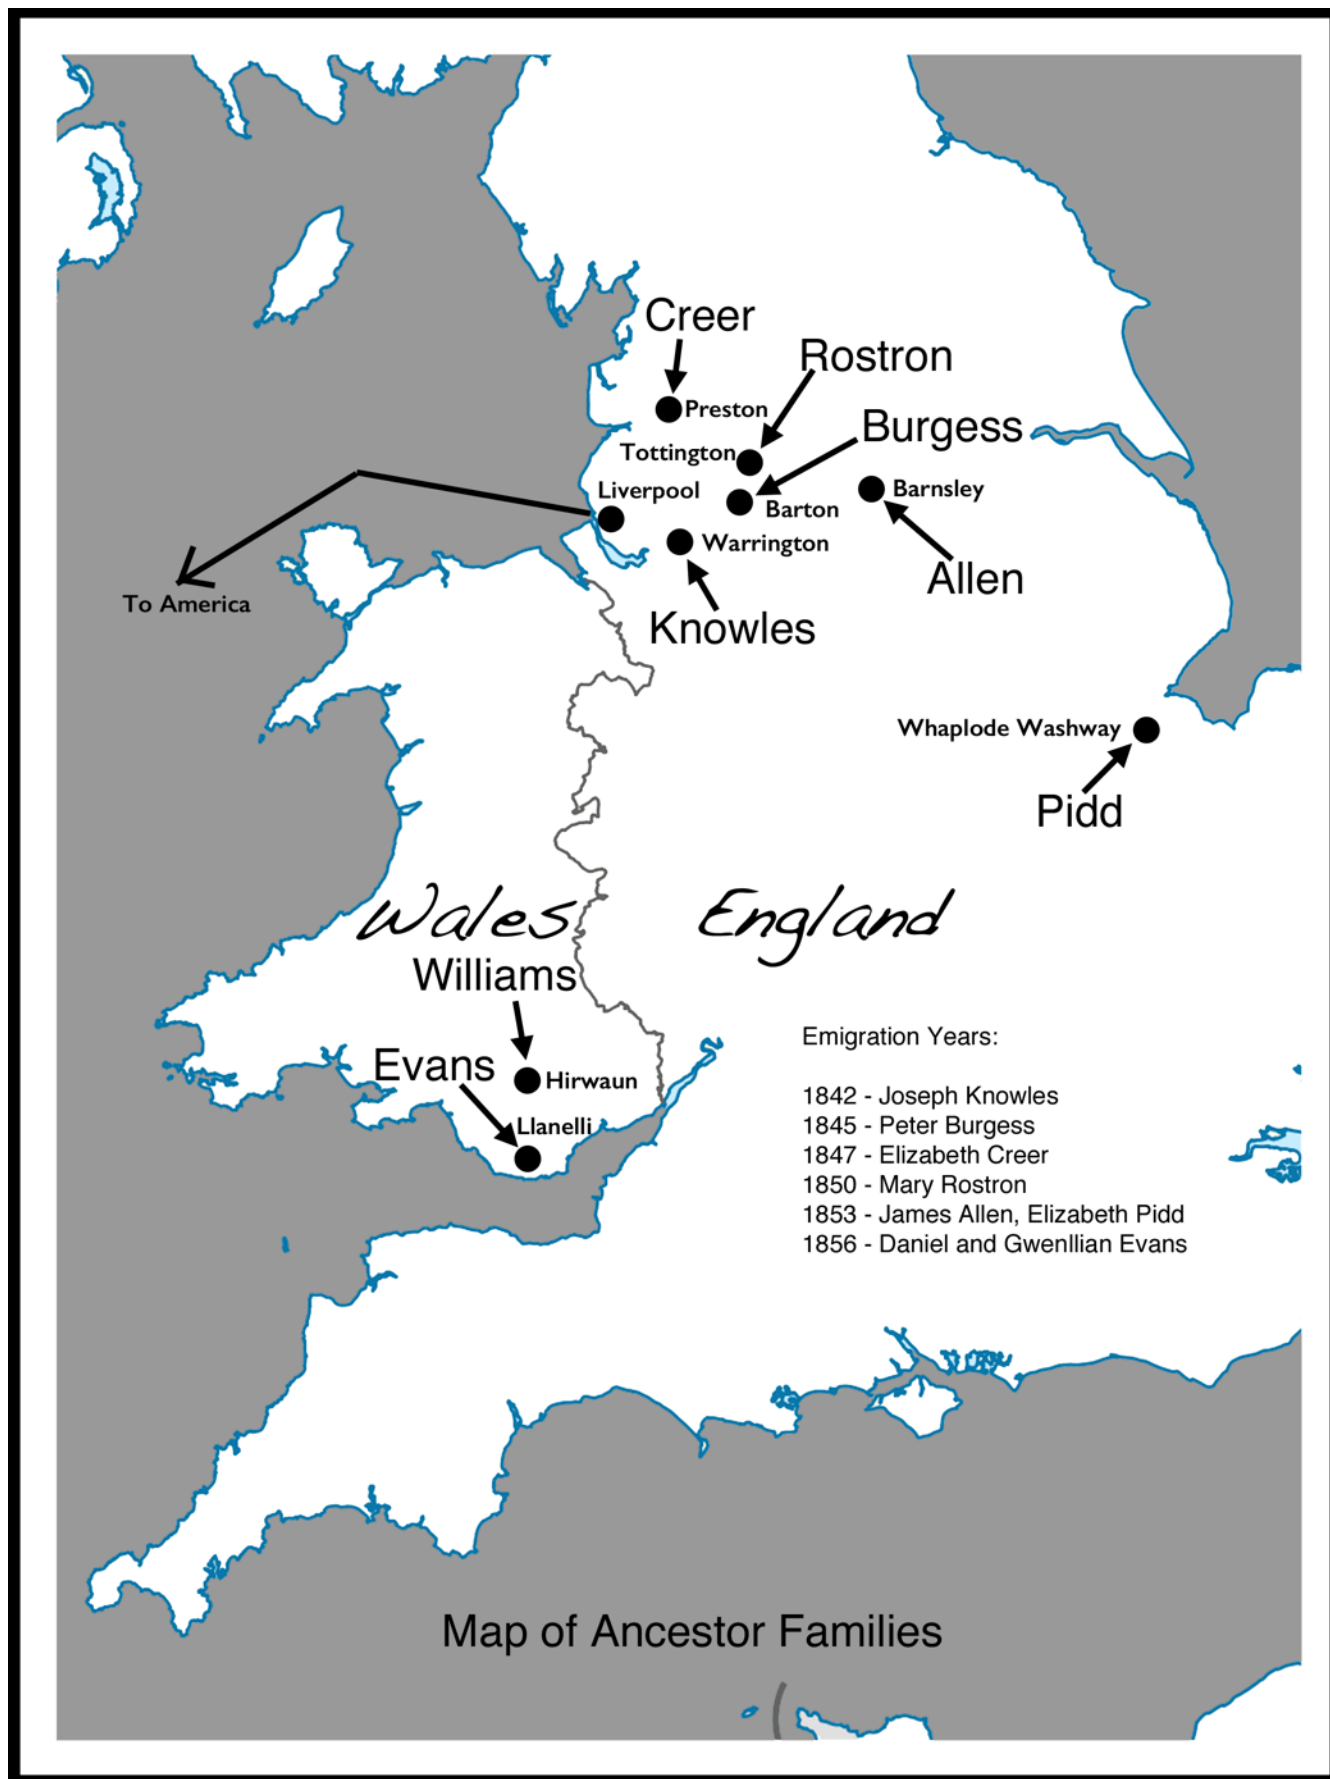 Creer
Rostron
Preston
Burgess
Tottington
Liverpool
Barnsley
Barton
Warrington
Allen
To America
Knowles
Whaplode Washway
Pidd
Wales
England
Williams
Evans
Hirwaun
Llanelli
Emigration Years:
1842 - Joseph Knowles
1845 - Peter Burgess
1847 - Elizabeth Creer
1850 - Mary Rostron
1853 - James Allen, Elizabeth Pidd
1856 - Daniel and Gwenllian Evans
Map of Ancestor Families